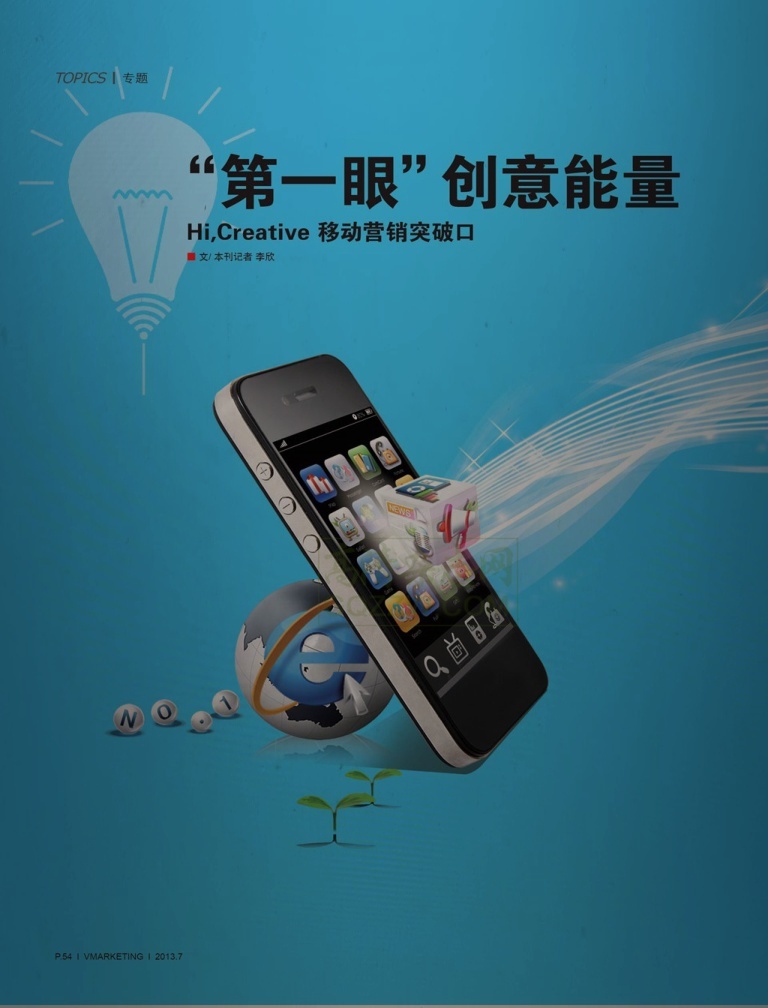 TOPICS | 专题
“第一眼”创意能量
Hi,Creative 移动营销突破口
■ 文/ 本刊记者 李欣
NEWS
NO.1
P.54 | VMARKETING | 2013.7